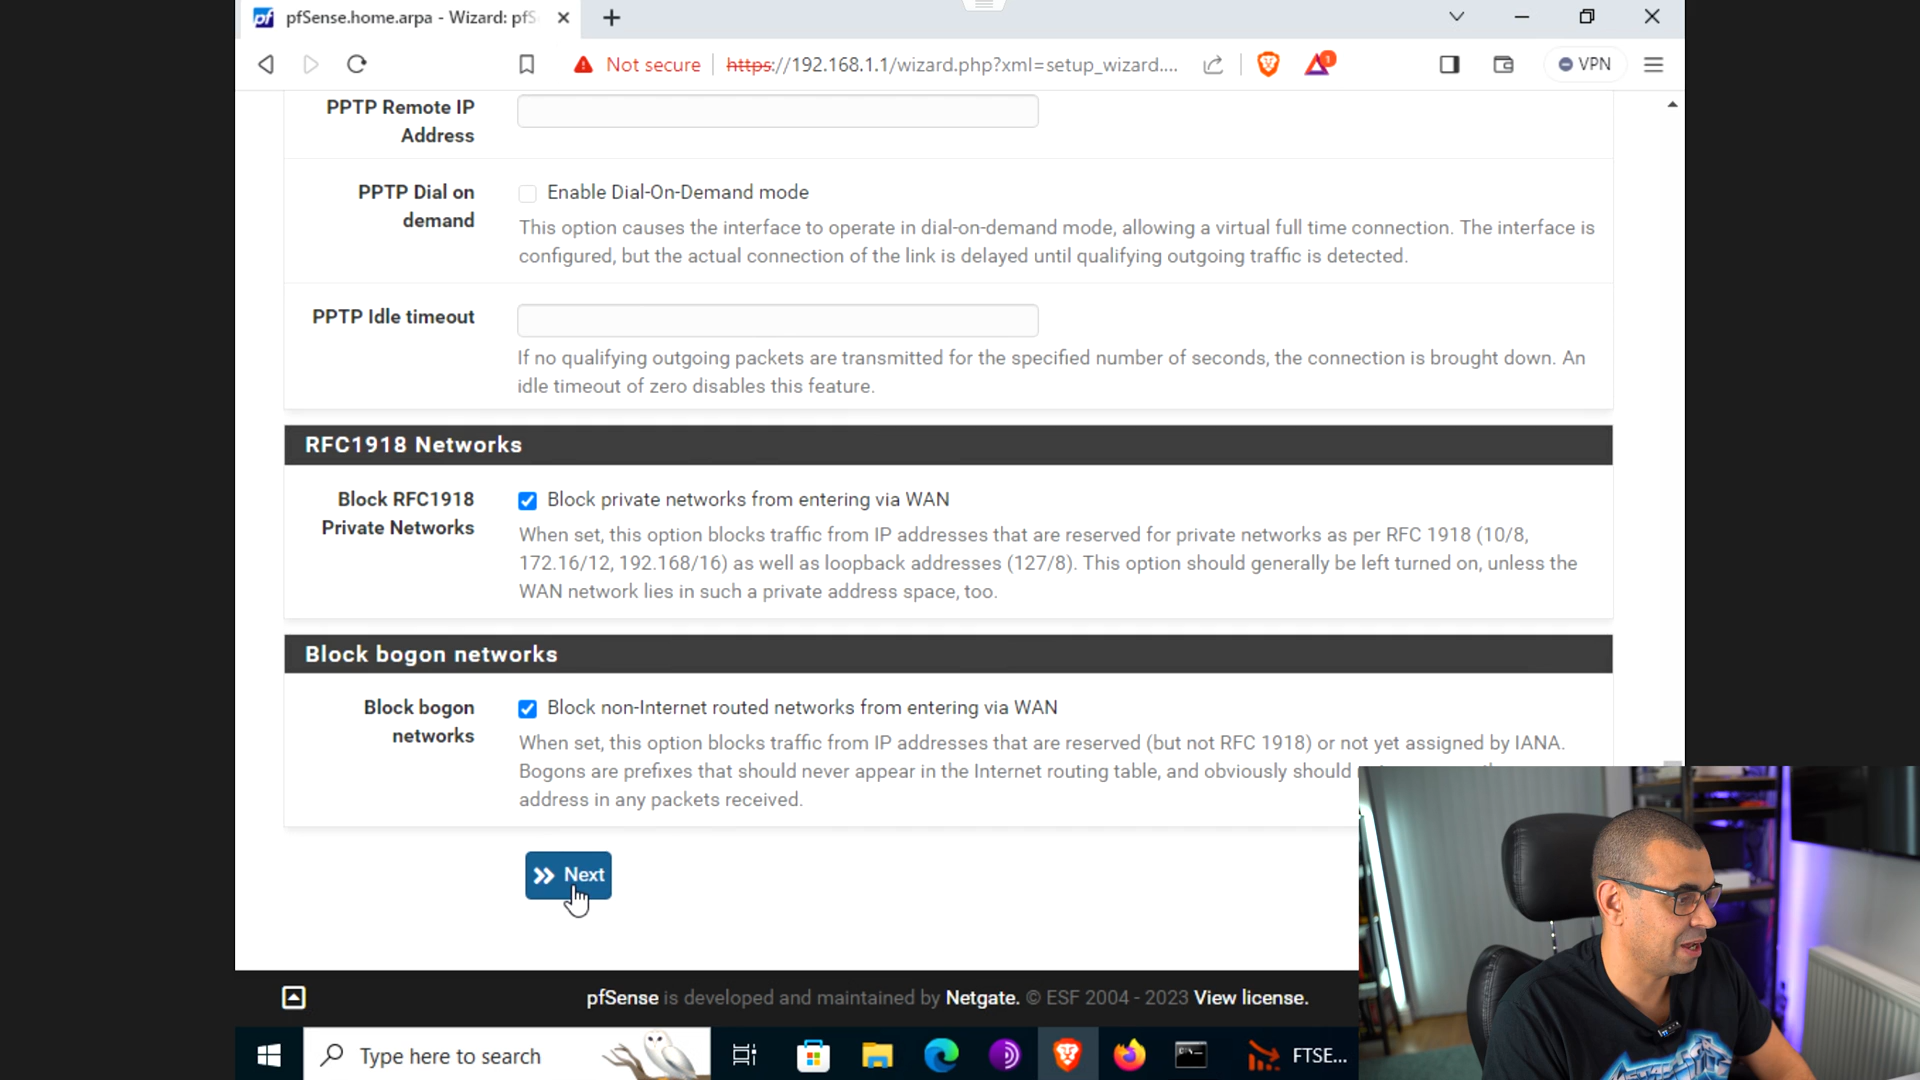 pfSense.home.arpa - Wizard: pfS
Not secure
https://192.168.1.1/wizard.php?xml=setup_wizard....
1
VPN
PPTP Remote IP
Address
PPTP Dial on
demand
Enable Dial-On-Demand mode
This option causes the interface to operate in dial-on-demand mode, allowing a virtual full time connection. The interface is
configured, but the actual connection of the link is delayed until qualifying outgoing traffic is detected.
PPTP Idle timeout
If no qualifying outgoing packets are transmitted for the specified number of seconds, the connection is brought down. An
idle timeout of zero disables this feature.
RFC1918 Networks
Block RFC1918
Private Networks
Block private networks from entering via WAN
When set, this option blocks traffic from IP addresses that are reserved for private networks as per RFC 1918 (10/8,
172.16/12, 192.168/16) as well as loopback addresses (127/8). This option should generally be left turned on, unless the
WAN network lies in such a private address space, too.
Block bogon networks
Block bogon
networks
Block non-Internet routed networks from entering via WAN
When set, this option blocks traffic from IP addresses that are reserved (but not RFC 1918) or not yet assigned by IANA.
Bogons are prefixes that should never appear in the Internet routing table, and obviously should
address in any packets received.
Next
pfSense is developed and maintained by Netgate. © ESF 2004 - 2023 View license.
Type here to search
FTSE...